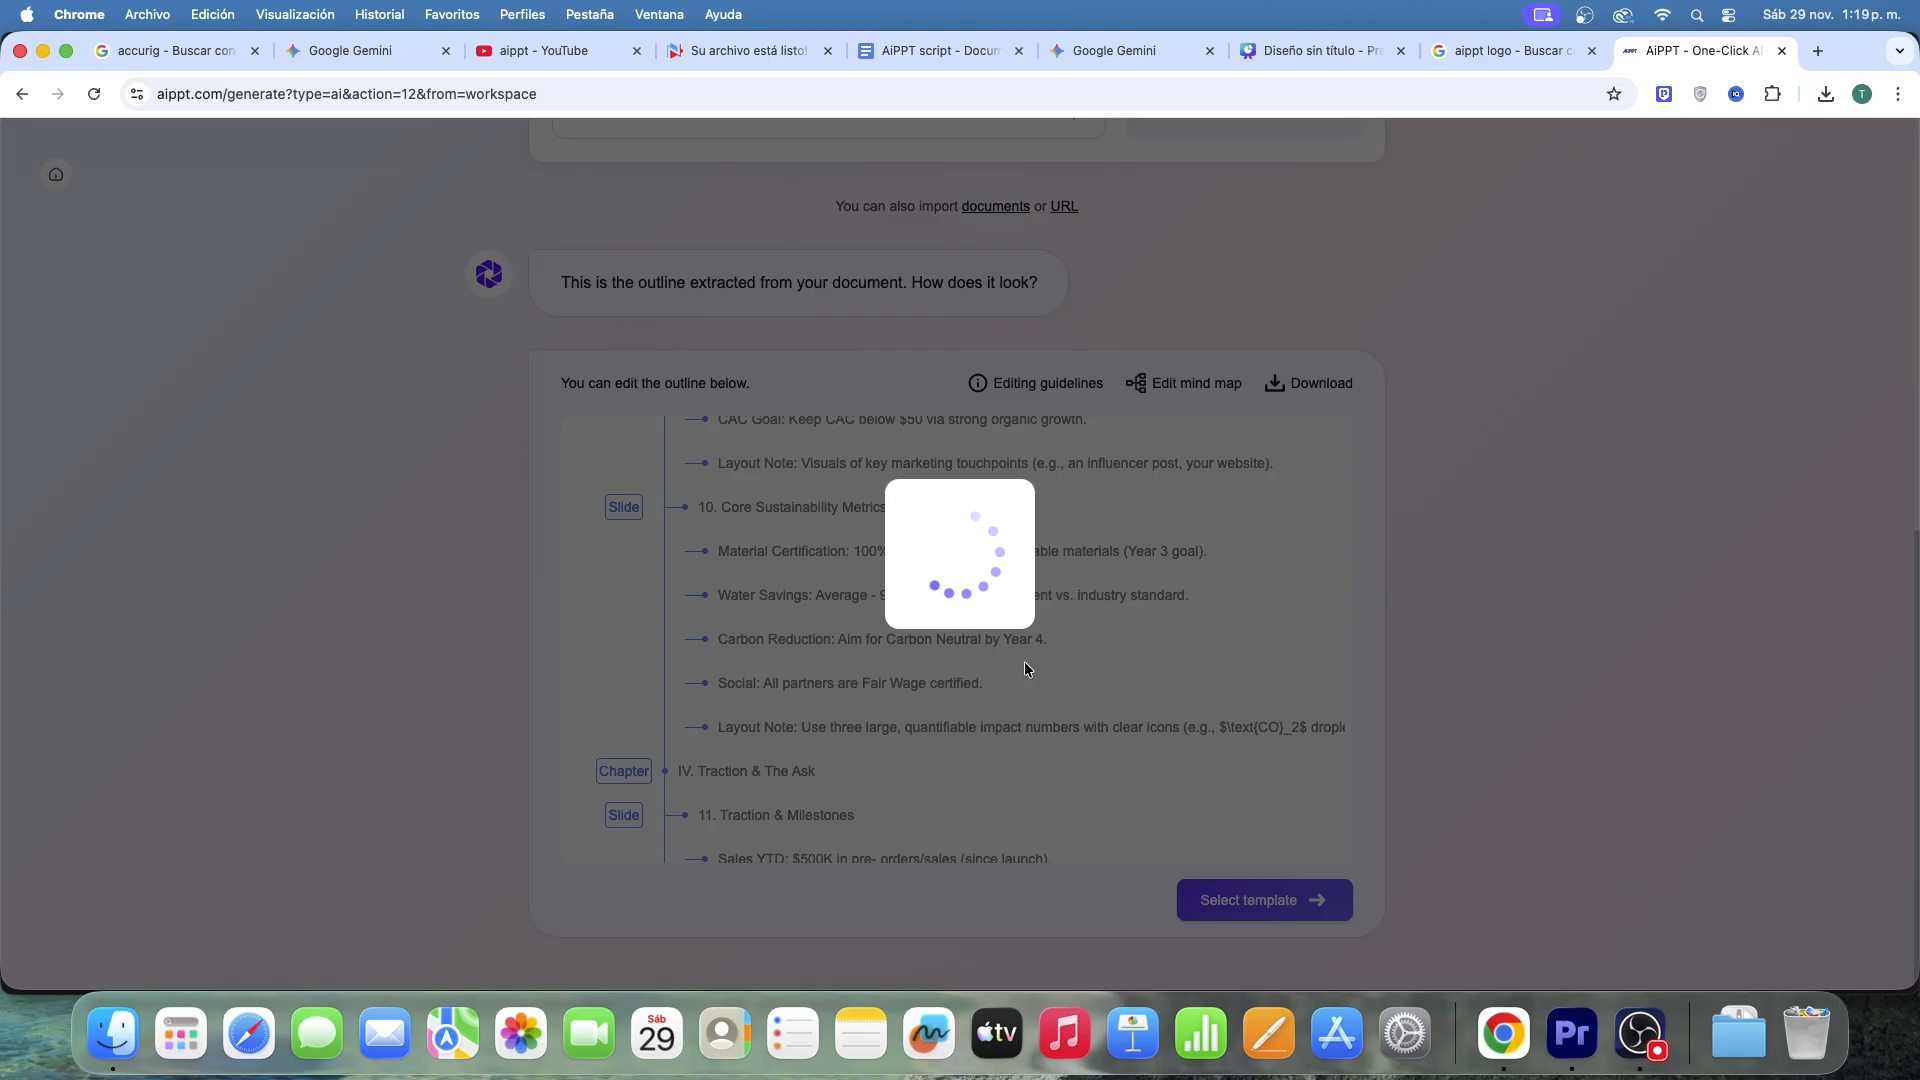 Chrome Archivo Edición Visualización Historial Favoritos Perfiles Pestaña Ventana Ayuda Sáb 29 nov. 1:19 p. m.
accurig - Buscar con Google Gemini aippt - YouTube Su archivo está listo! AiPPT script - Docum Google Gemini Diseño sin título - Pre aippt logo - Buscar c AiPPT - One-Click AI
aippt.com/generate?type=ai&action=12&from=workspace T
You can also import documents or URL
This is the outline extracted from your document. How does it look?
You can edit the outline below. Editing guidelines Edit mind map Download
CAC Goal: Keep CAC below $50 via strong organic growth.
Layout Note: Visuals of key marketing touchpoints (e.g., an influencer post, your website).
Slide 10. Core Sustainability Metrics
Material Certification: 100% able materials (Year 3 goal).
Water Savings: Average - 9 ent vs. industry standard.
Carbon Reduction: Aim for Carbon Neutral by Year 4.
Social: All partners are Fair Wage certified.
Layout Note: Use three large, quantifiable impact numbers with clear icons (e.g., $\text{CO}_2$ drople
Chapter IV. Traction & The Ask
Slide 11. Traction & Milestones
Sales YTD: $500K in pre- orders/sales (since launch).
Select template
Sáb
29
tv
Pr